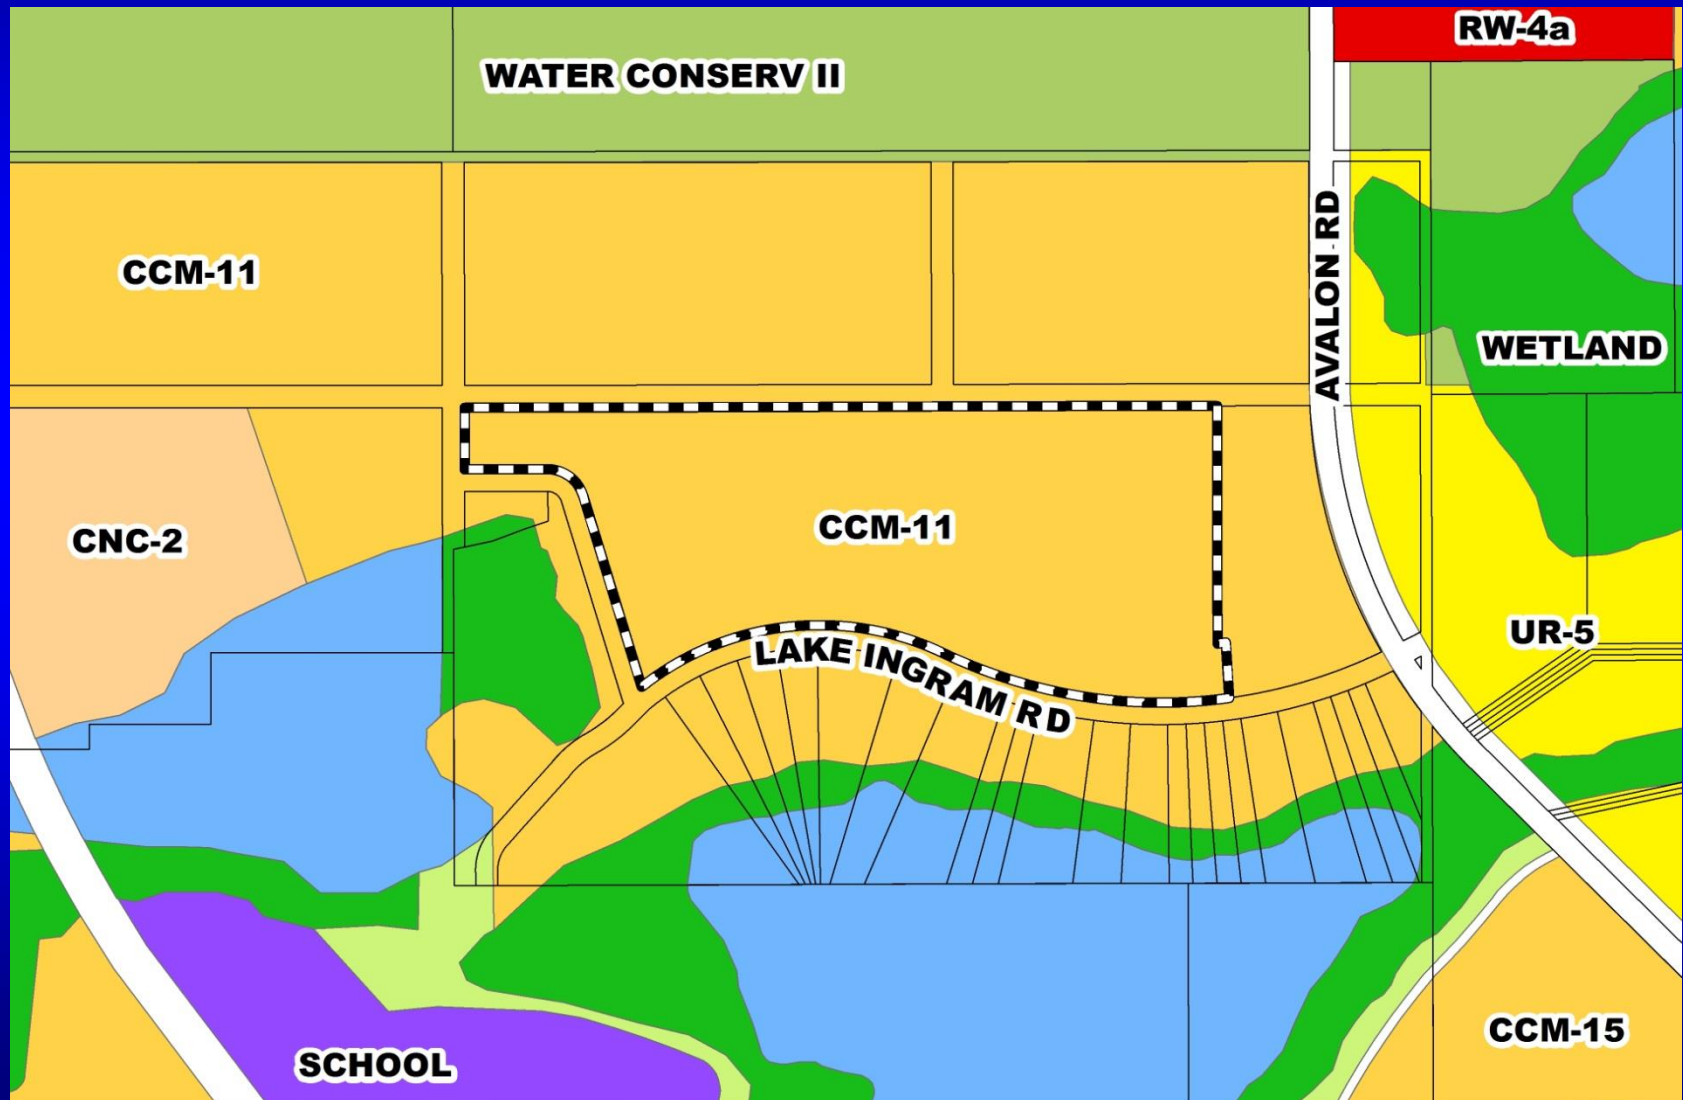 RW-4a
WATER CONSERV II
CCM-11
AVALON RD
WETLAND
CNC-2
CCM-11
UR-5
LAKE INGRAM RD
CCM-15
SCHOOL